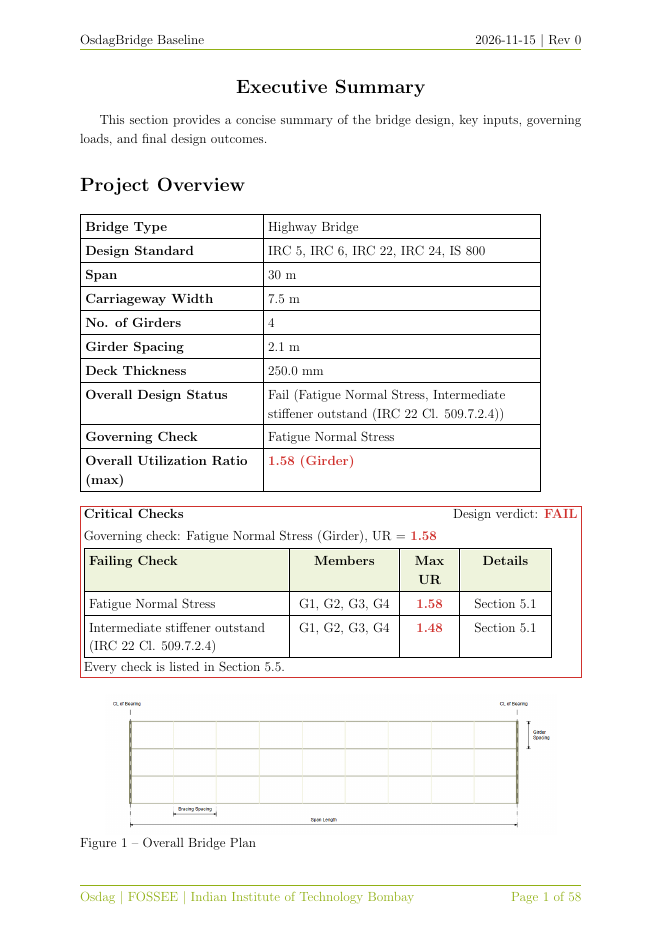 OsdagBridge Baseline 2026-11-15 | Rev 0
Executive Summary
This section provides a concise summary of the bridge design, key inputs, governing
loads, and final design outcomes.
Project Overview
Bridge Type Highway Bridge
Design Standard IRC 5, IRC 6, IRC 22, IRC 24, IS 800
Span 30 m
Carriageway Width 7.5 m
No. of Girders 4
Girder Spacing 2.1 m
Deck Thickness 250.0 mm
Overall Design Status Fail (Fatigue Normal Stress, Intermediate
stiffener outstand (IRC 22 Cl. 509.7.2.4))
Governing Check Fatigue Normal Stress
Overall Utilization Ratio 1.58 (Girder)
(max)
Critical Checks Design verdict: FAIL
Governing check: Fatigue Normal Stress (Girder), UR = 1.58
Failing Check Members Max Details
UR
Fatigue Normal Stress G1, G2, G3, G4 1.58 Section 5.1
Intermediate stiffener outstand G1, G2, G3, G4 1.48 Section 5.1
(IRC 22 Cl. 509.7.2.4)
Every check is listed in Section 5.5.
CL of Bearing CL of Bearing
Girder
Spacing
Bracing Spacing
Span Length
Figure 1 – Overall Bridge Plan
Osdag | FOSSEE | Indian Institute of Technology Bombay Page 1 of 58